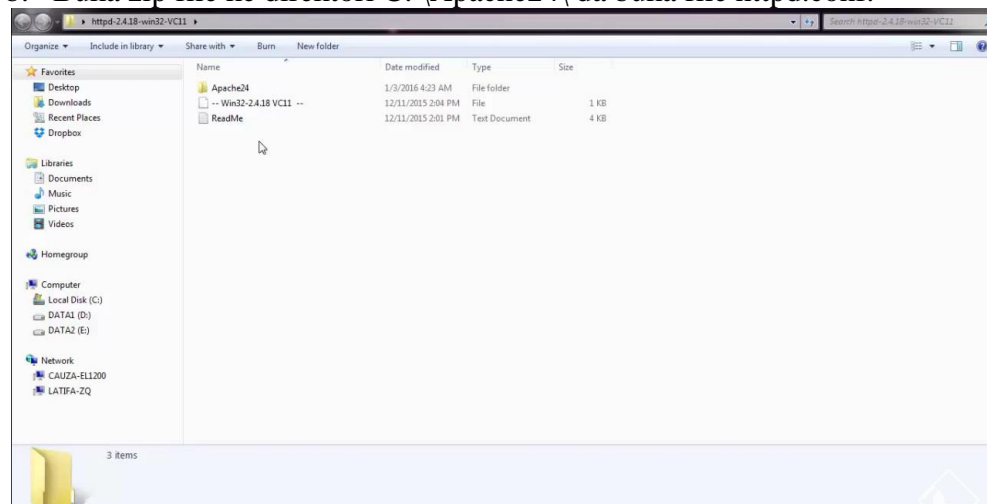 httpd-2.4.18-win32-VC11
Search httpd-2.4.18-win32-VC11
Organize Include in library Share with Burn New folder
Name Date modified Type Size
Favorites
Desktop
Downloads
Recent Places
Dropbox
Libraries
Documents
Music
Pictures
Videos
Homegroup
Computer
Local Disk (C:)
DATA1 (D:)
DATA2 (E:)
Network
CAUZA-EL1200
LATIFA-ZQ
Apache24 1/3/2016 4:23 AM File folder
-- Win32-2.4.18 VC11 -- 12/11/2015 2:04 PM File 1 KB
ReadMe 12/11/2015 2:01 PM Text Document 4 KB
3 items